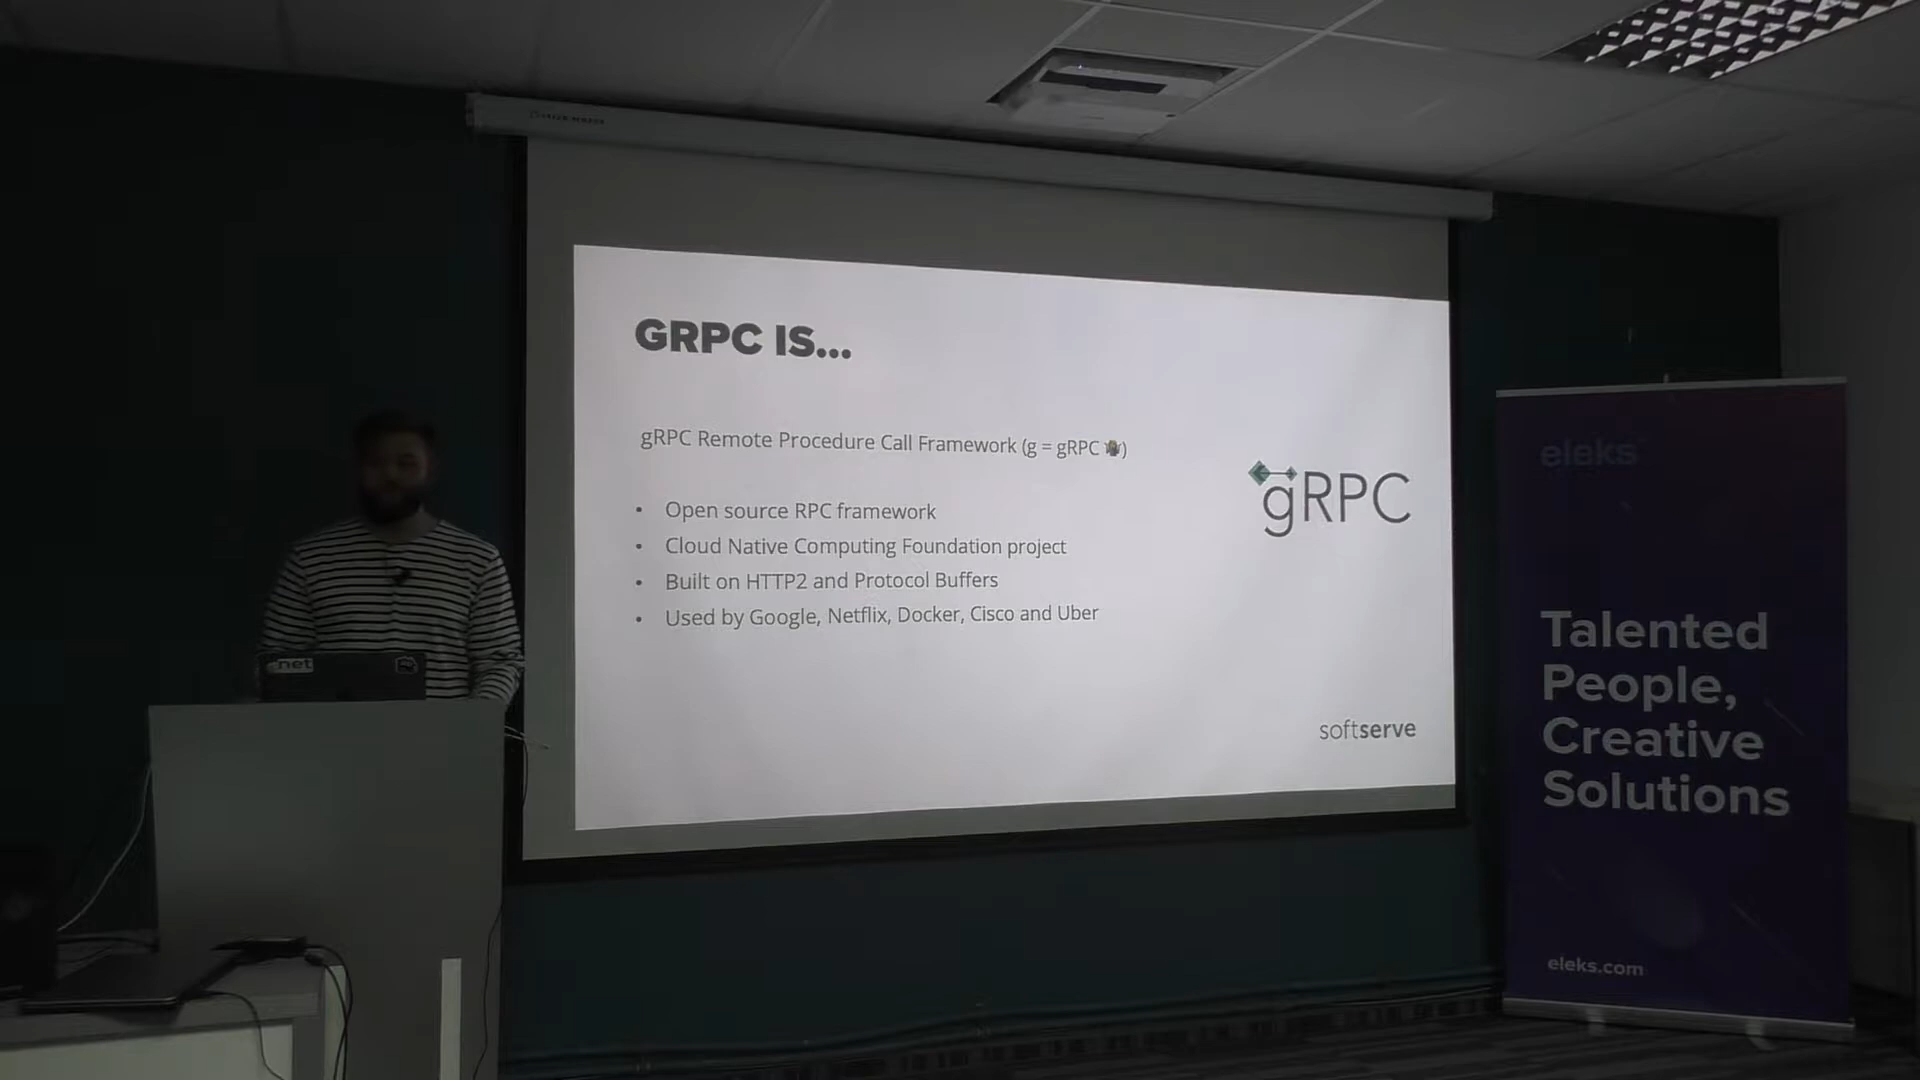 GRPC IS...
gRPC Remote Procedure Call Framework (g = gRPC 🤷)
• Open source RPC framework
• Cloud Native Computing Foundation project
• Built on HTTP2 and Protocol Buffers
• Used by Google, Netflix, Docker, Cisco and Uber
gRPC
softserve
.net
eleks
Talented
People,
Creative
Solutions
eleks.com